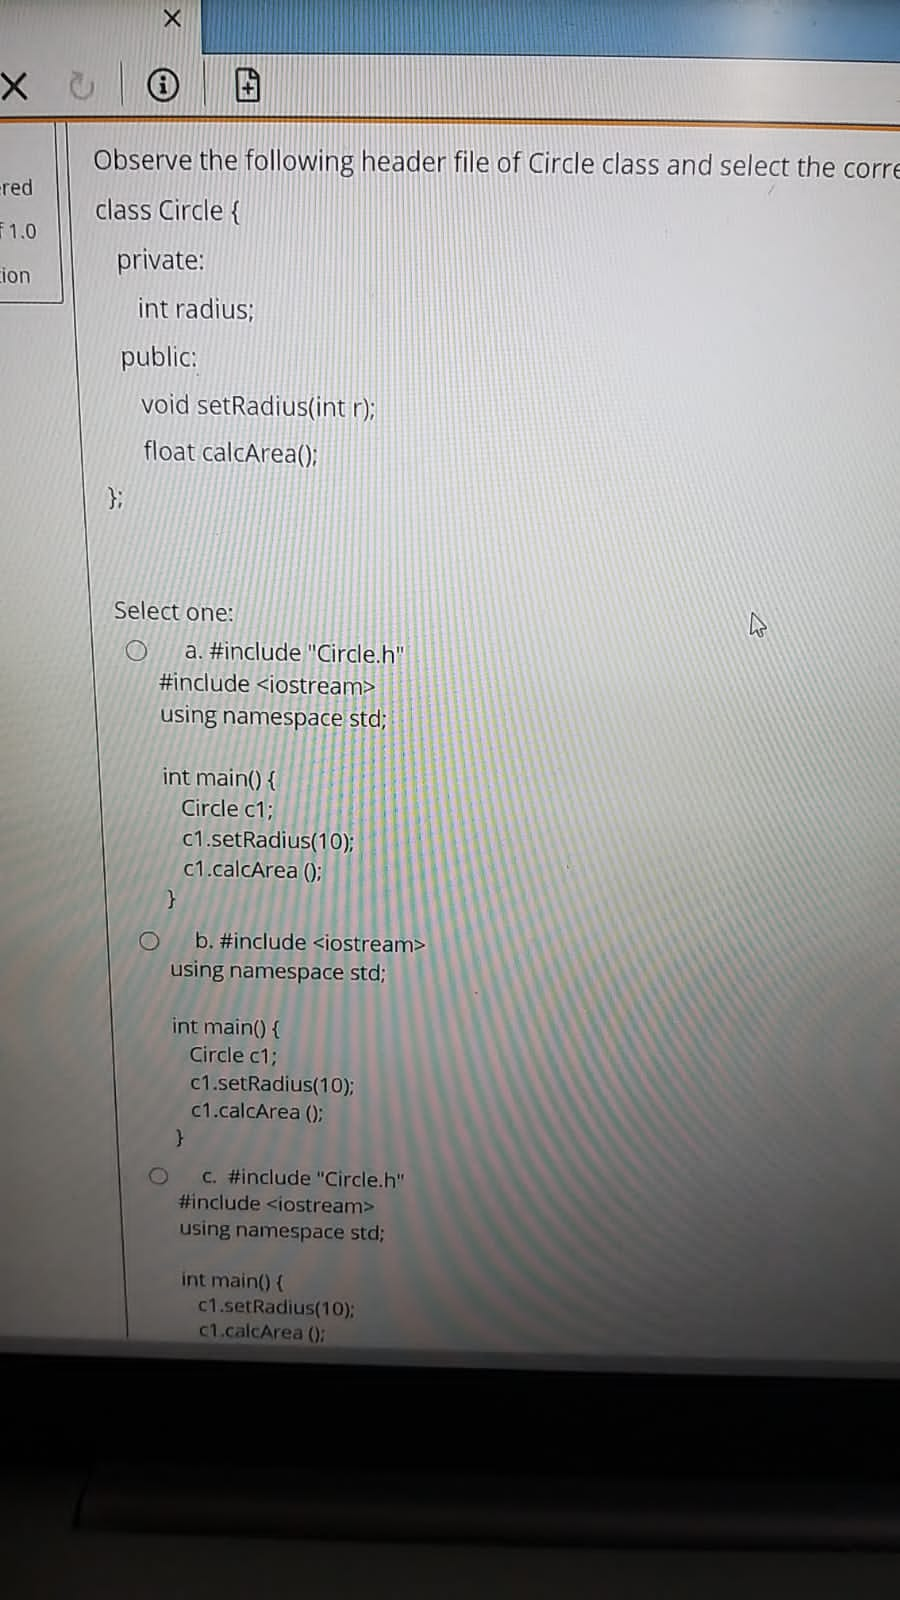 Observe the following header file of Circle class and select the corre
red
class Circle {
f 1.0
private:
ion
int radius;
public:
void setRadius(int r);
float calcArea();
};
Select one:
a. #include "Circle.h"
#include <iostream>
using namespace std;
int main() {
Circle c1;
c1.setRadius(10);
c1.calcArea ();
}
b. #include <iostream>
using namespace std;
int main() {
Circle c1;
c1.setRadius(10);
c1.calcArea ();
}
c. #include "Circle.h"
#include <iostream>
using namespace std;
int main() {
c1.setRadius(10);
c1.calcArea ();